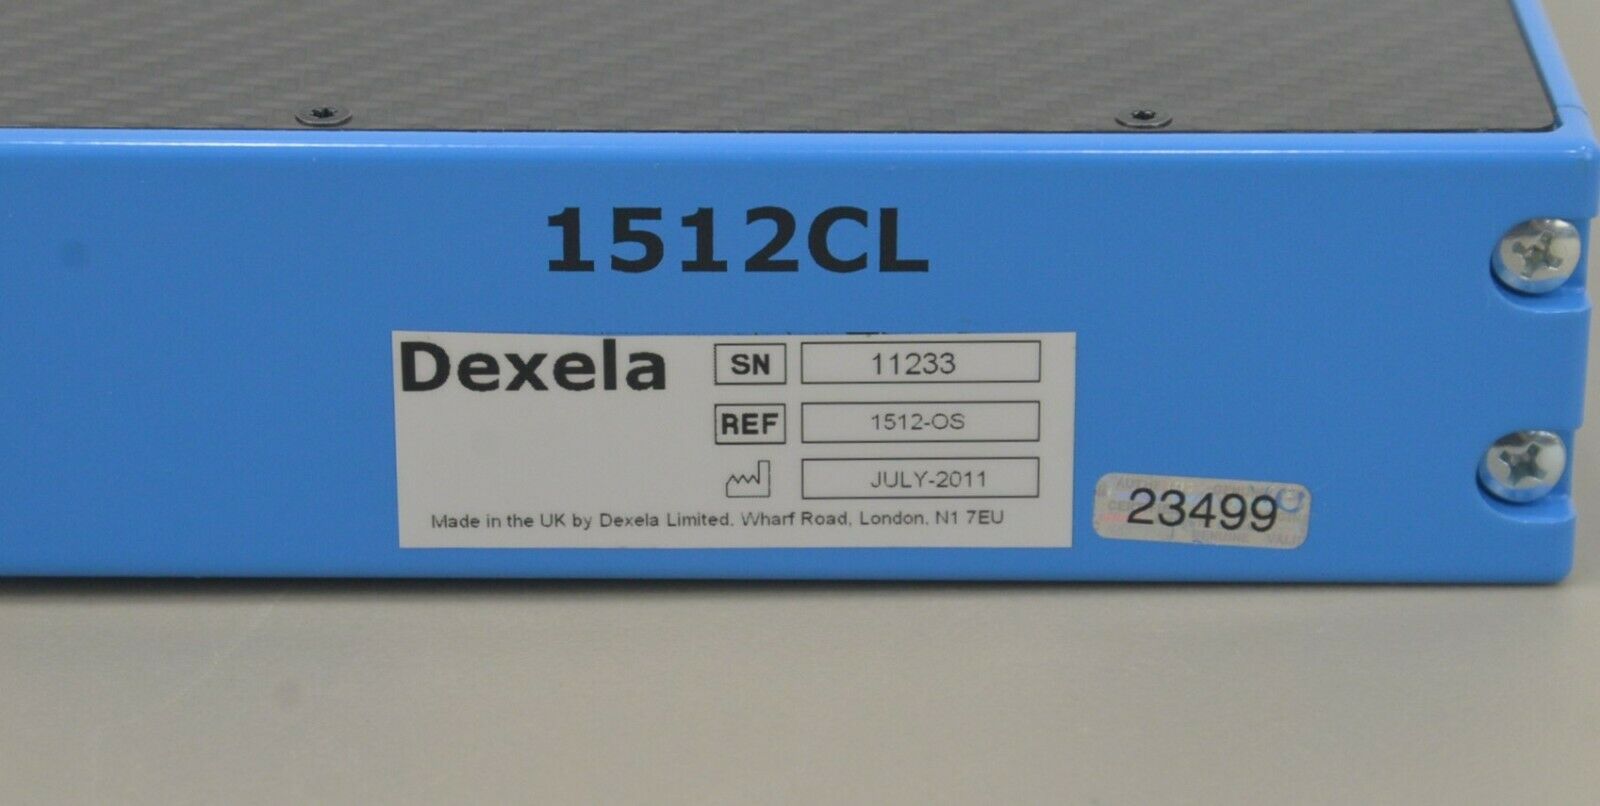 1512CL
Dexela
SN 11233
REF 1512-OS
JULY-2011
Made in the UK by Dexela Limited. Wharf Road, London, N1 7EU
23499